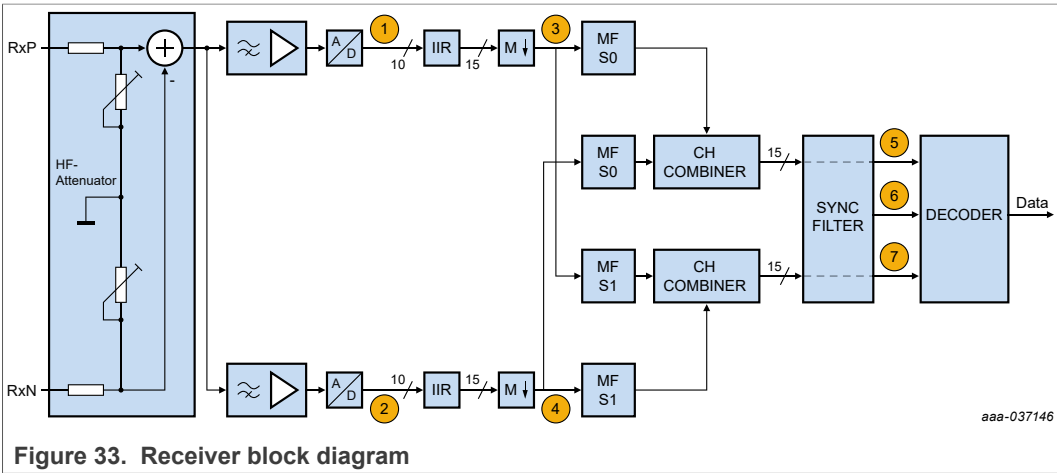 RxP
+
-
HF-
Attenuator
RxN
A
D
1
10
IIR
15
M ↓
3
MF
S0
MF
S0
CH
COMBINER
15
MF
S1
CH
COMBINER
15
SYNC
FILTER
5
6
7
DECODER
Data
A
D
10
2
IIR
15
M ↓
4
MF
S1
aaa-037146
Figure 33. Receiver block diagram